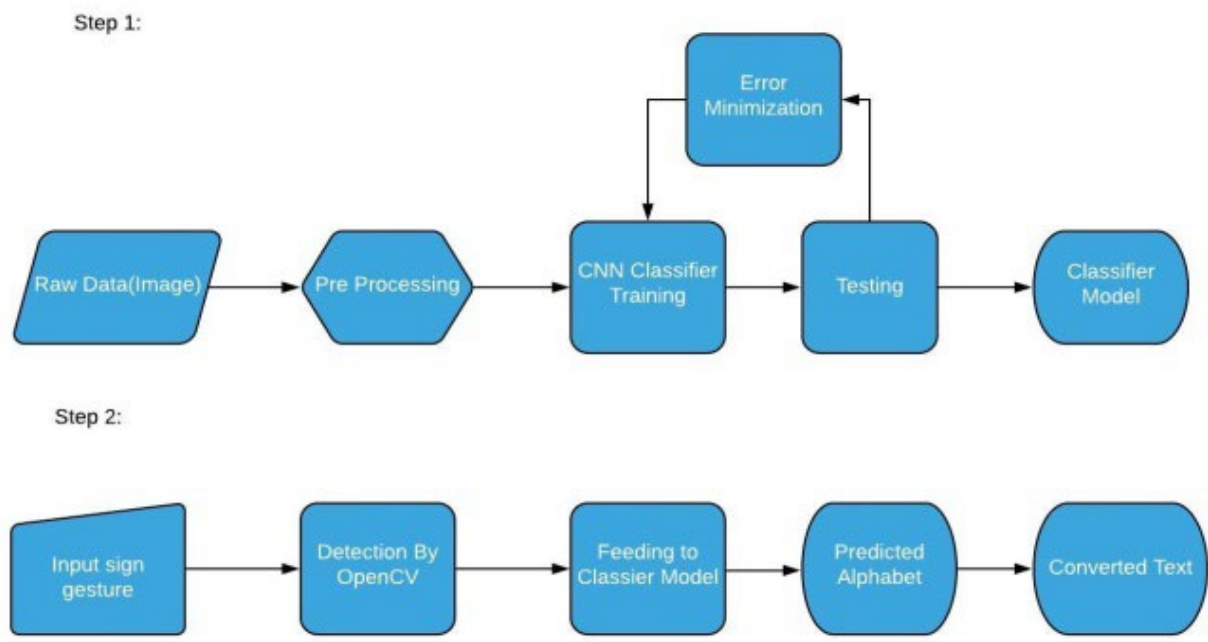 Step 1:
Error
Minimization
Raw Data(Image)
Pre Processing
CNN Classifier
Training
Testing
Classifier
Model
Step 2:
Input sign
gesture
Detection By
OpenCV
Feeding to
Classier Model
Predicted
Alphabet
Converted Text